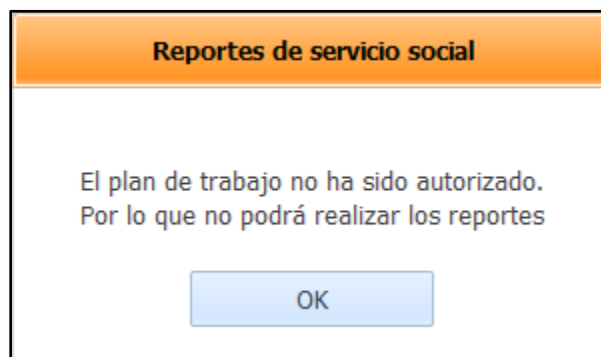 Reportes de servicio social
El plan de trabajo no ha sido autorizado.
Por lo que no podrá realizar los reportes
OK